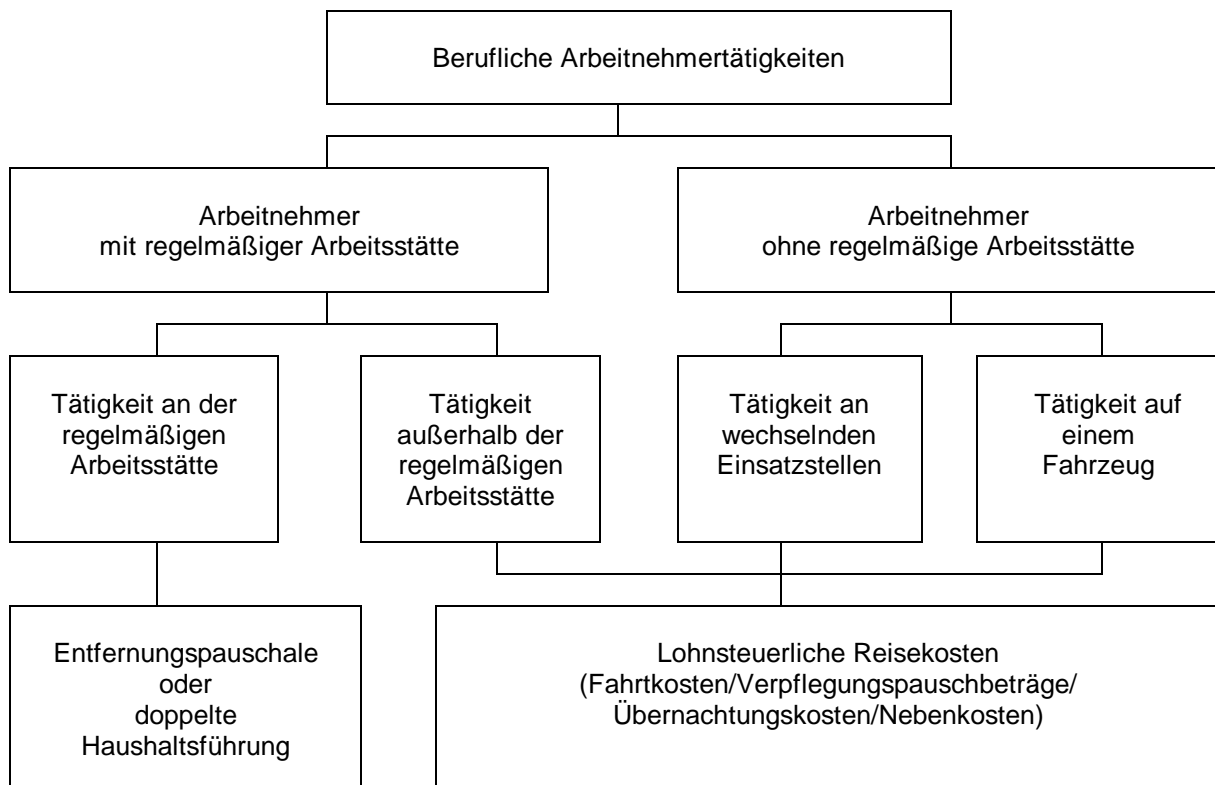 Berufliche Arbeitnehmertätigkeiten
Arbeitnehmer
mit regelmäßiger Arbeitsstätte
Arbeitnehmer
ohne regelmäßige Arbeitsstätte
Tätigkeit an der
regelmäßigen
Arbeitsstätte
Tätigkeit
außerhalb der
regelmäßigen
Arbeitsstätte
Tätigkeit an
wechselnden
Einsatzstellen
Tätigkeit auf
einem
Fahrzeug
Entfernungspauschale
oder
doppelte
Haushaltsführung
Lohnsteuerliche Reisekosten
(Fahrtkosten/Verpflegungspauschbeträge/
Übernachtungskosten/Nebenkosten)